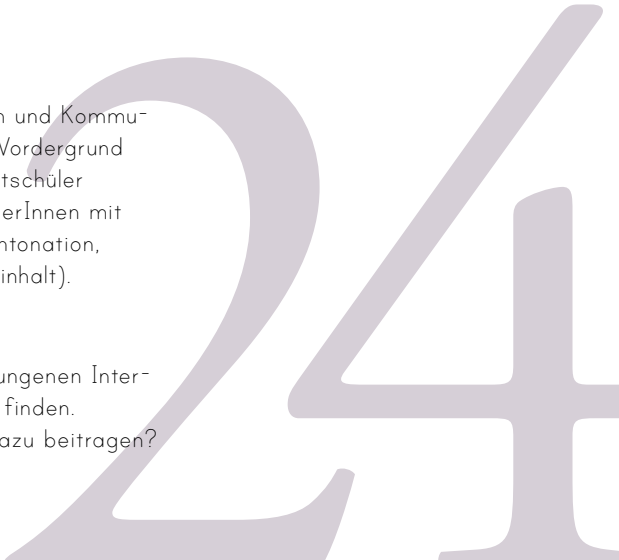 n und Kommu-
Vordergrund
tschüler
erInnen mit
ntonation,
inhalt).
ungenen Inter-
finden.
azu beitragen?
24